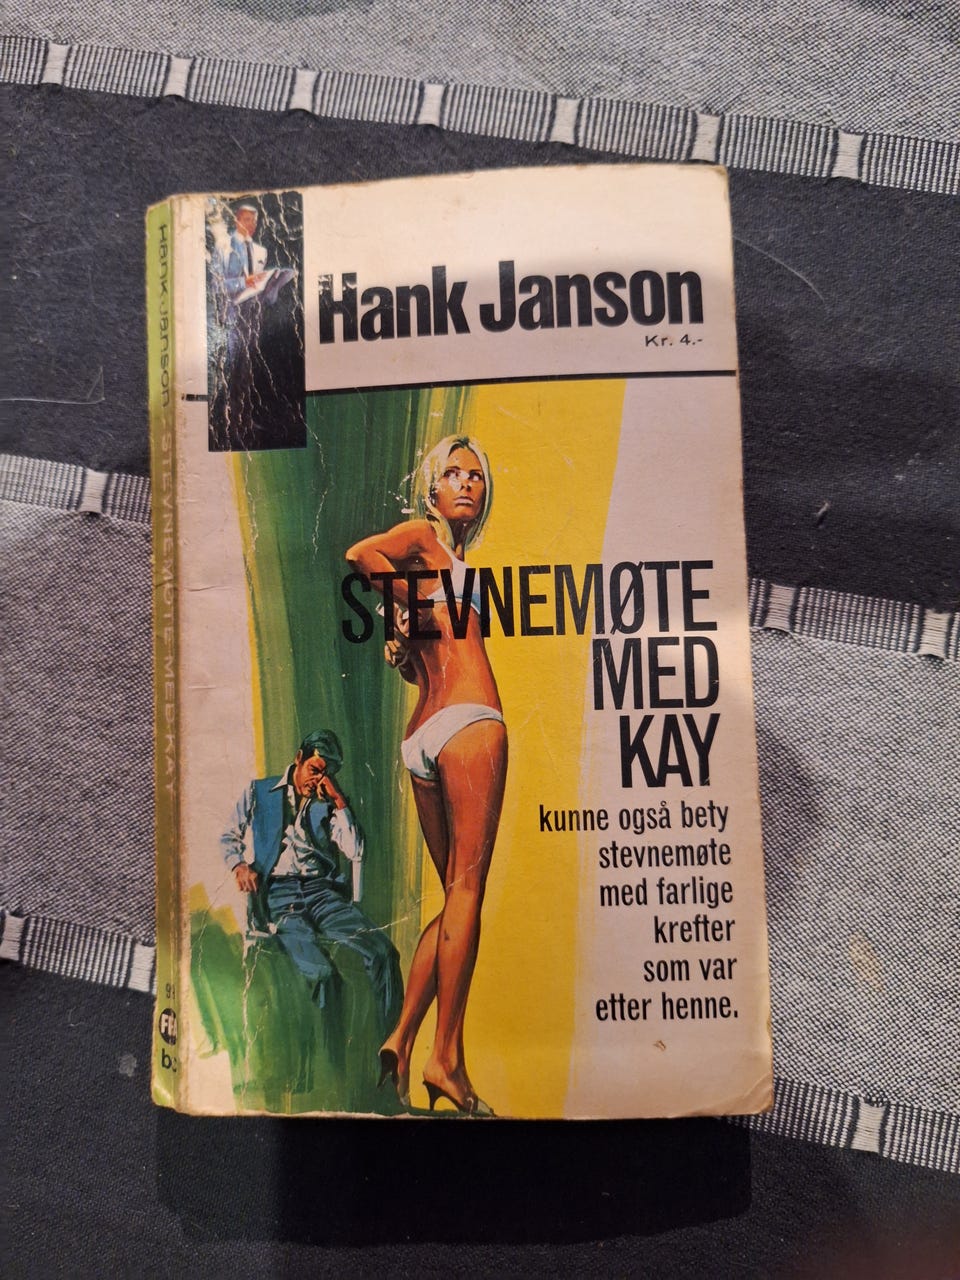 Hank Janson
Kr. 4.-
STEVNEMØTE
MED
KAY
kunne også bety
stevnemøte
med farlige
krefter
som var
etter henne.
Hank Janson - STEVNEMØTE MED KAY